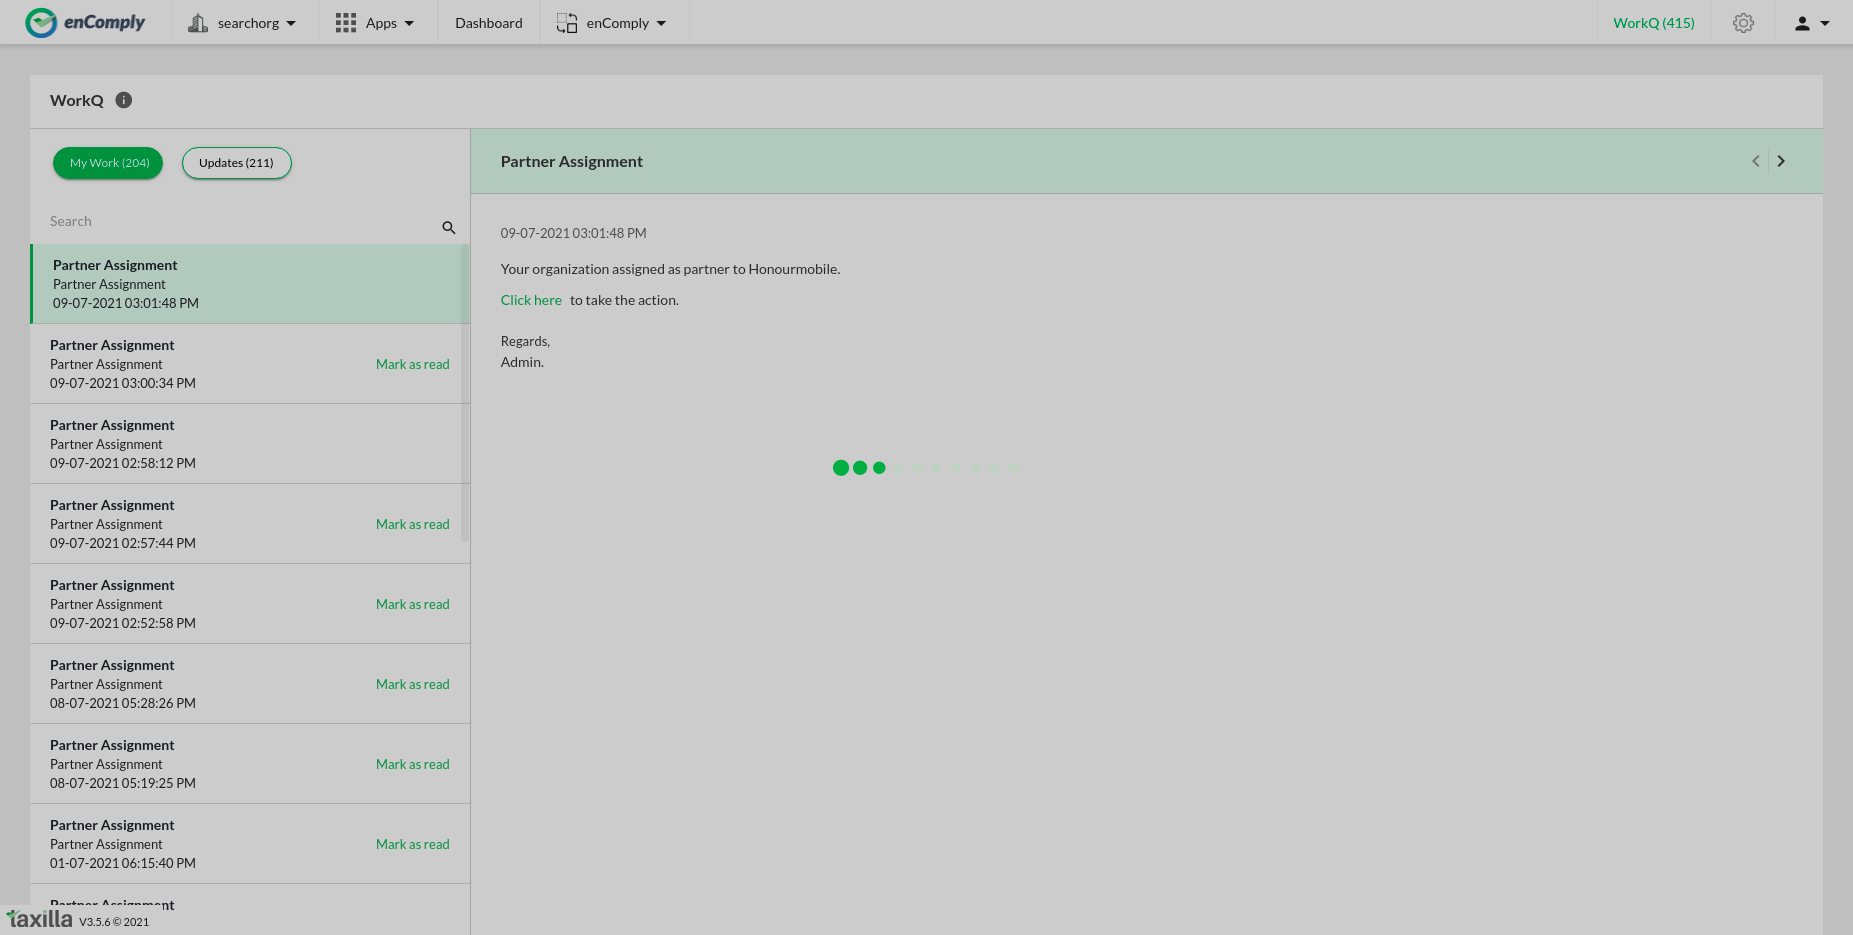 enComply
searchorg
Apps
Dashboard
enComply
WorkQ (415)
WorkQ
My Work (204)
Updates (211)
Search
Partner Assignment
Partner Assignment
09-07-2021 03:01:48 PM
Partner Assignment
Partner Assignment
Mark as read
09-07-2021 03:00:34 PM
Partner Assignment
Partner Assignment
09-07-2021 02:58:12 PM
Partner Assignment
Partner Assignment
Mark as read
09-07-2021 02:57:44 PM
Partner Assignment
Partner Assignment
Mark as read
09-07-2021 02:52:58 PM
Partner Assignment
Partner Assignment
Mark as read
08-07-2021 05:28:26 PM
Partner Assignment
Partner Assignment
Mark as read
08-07-2021 05:19:25 PM
Partner Assignment
Partner Assignment
Mark as read
01-07-2021 06:15:40 PM
Partner Assignment
taxilla V3.5.6 © 2021
Partner Assignment
09-07-2021 03:01:48 PM
Your organization assigned as partner to Honourmobile.
Click here to take the action.
Regards,
Admin.